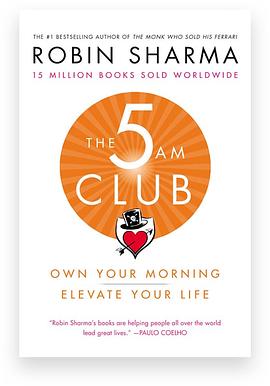 THE #1 BESTSELLING AUTHOR OF THE MONK WHO SOLD HIS FERRARI
ROBIN SHARMA
15 MILLION BOOKS SOLD WORLDWIDE
THE 5 AM
CLUB
OWN YOUR MORNING
ELEVATE YOUR LIFE
"Robin Sharma's books are helping people all over the world
lead great lives." —PAULO COELHO